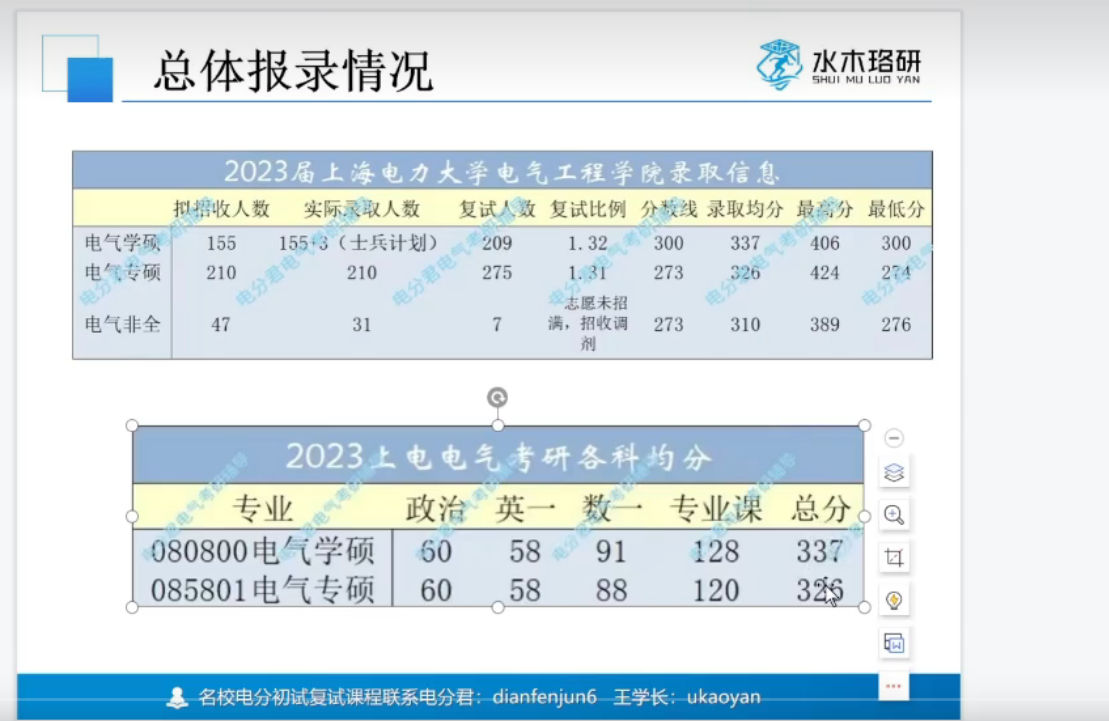 总体报录情况
水木珞研
SHUI MU LUO YAN
2023届上海电力大学电气工程学院录取信息
拟招收人数 实际录取人数 复试人数 复试比例 分数线 录取均分 最高分 最低分
电气学硕 155 155+3（士兵计划） 209 1.32 300 337 406 300
电气专硕 210 210 275 1.31 273 326 424 274
电气非全 47 31 7 志愿未招满，招收调剂 273 310 389 276
2023上电电气考研各科均分
专业 政治 英一 数一 专业课 总分
080800电气学硕 60 58 91 128 337
085801电气专硕 60 58 88 120 326
名校电分初试复试课程联系电分君：dianfenjun6 王学长：ukaoyan
电分君电气考研辅导